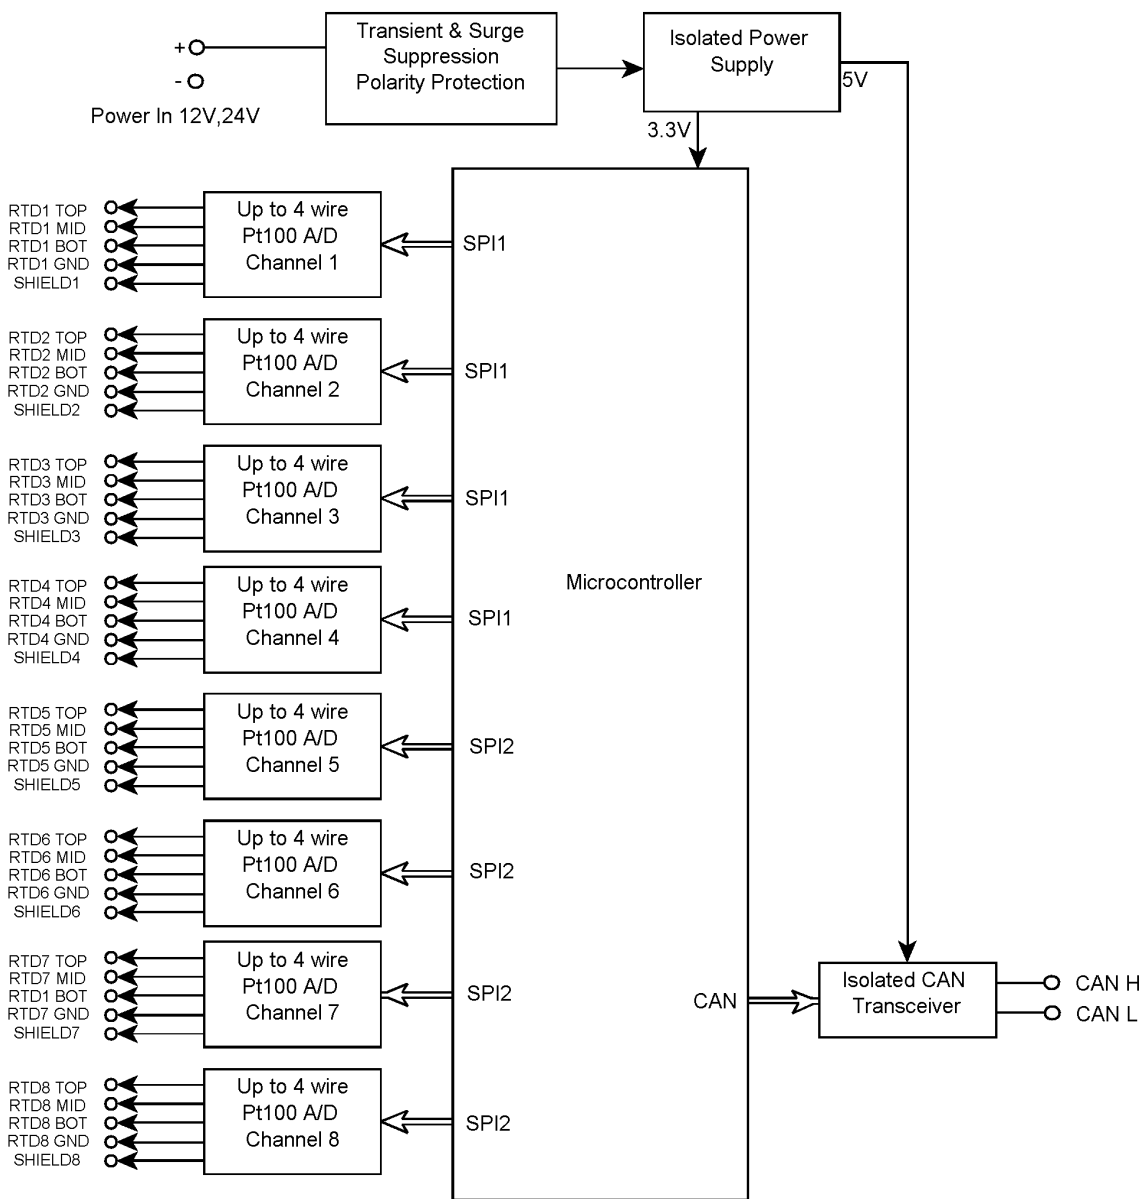 Transient & Surge
Suppression
Polarity Protection
Isolated Power
Supply
+
-
Power In 12V,24V
5V
3.3V
RTD1 TOP
RTD1 MID
RTD1 BOT
RTD1 GND
SHIELD1
Up to 4 wire
Pt100 A/D
Channel 1
SPI1
RTD2 TOP
RTD2 MID
RTD2 BOT
RTD2 GND
SHIELD2
Up to 4 wire
Pt100 A/D
Channel 2
SPI1
RTD3 TOP
RTD3 MID
RTD3 BOT
RTD3 GND
SHIELD3
Up to 4 wire
Pt100 A/D
Channel 3
SPI1
RTD4 TOP
RTD4 MID
RTD4 BOT
RTD4 GND
SHIELD4
Up to 4 wire
Pt100 A/D
Channel 4
SPI1
Microcontroller
RTD5 TOP
RTD5 MID
RTD5 BOT
RTD5 GND
SHIELD5
Up to 4 wire
Pt100 A/D
Channel 5
SPI2
RTD6 TOP
RTD6 MID
RTD6 BOT
RTD6 GND
SHIELD6
Up to 4 wire
Pt100 A/D
Channel 6
SPI2
RTD7 TOP
RTD7 MID
RTD1 BOT
RTD7 GND
SHIELD7
Up to 4 wire
Pt100 A/D
Channel 7
SPI2
CAN
Isolated CAN
Transceiver
CAN H
CAN L
RTD8 TOP
RTD8 MID
RTD8 BOT
RTD8 GND
SHIELD8
Up to 4 wire
Pt100 A/D
Channel 8
SPI2